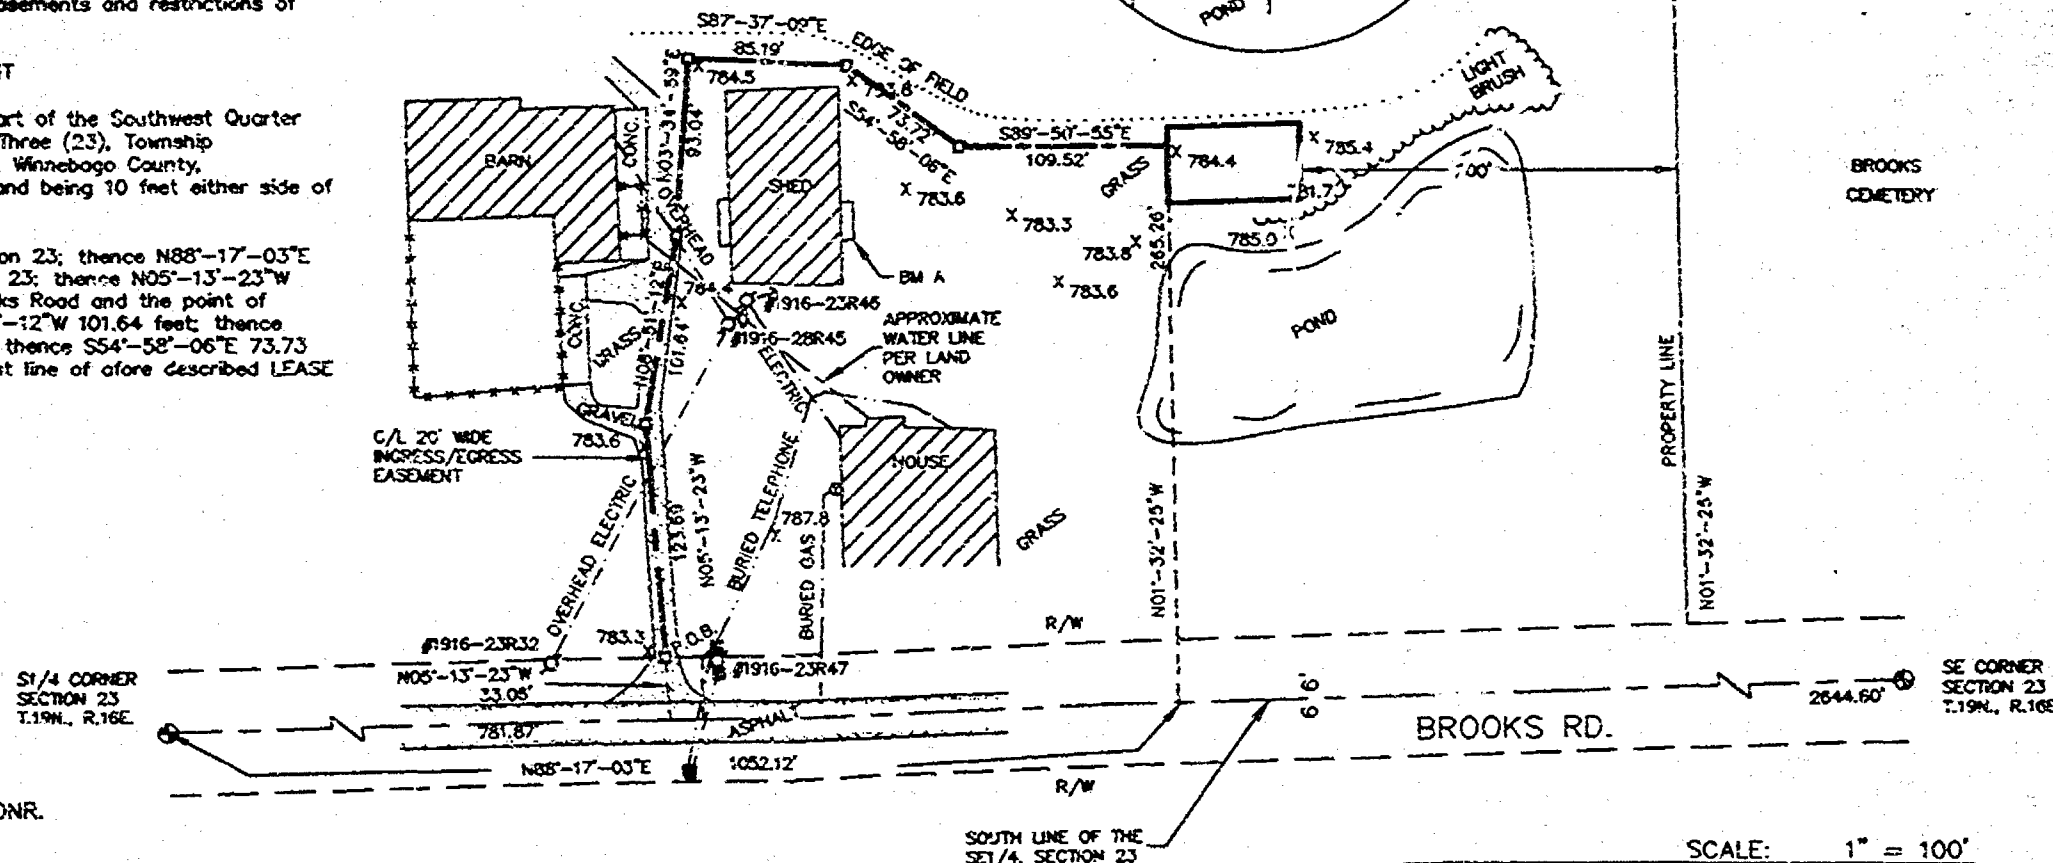 asements and restrictions of
art of the Southwest Quarter
Three (23), Township
Winnebago County,
and being 10 feet either side of
on 23; thence N88°-17'-03"E
23; thence N05°-13'-23"W
ks Road and the point of
'-12"W 101.64 feet; thence
thence S54°-58'-06"E 73.73
st line of afore described LEASE
ONR.
POND
S87°-37'-09"E
85.19'
EDGE OF FIELD
784.5
S54°-58'-06"E
73.72'
93.04'
S89°-50'-55"E
109.52'
LIGHT
BRUSH
785.4
784.4
785.0
783.6
783.3
783.8
783.6
GRASS
265.26'
BARN
CONC.
SHED
OVERHEAD
ELECTRIC
BM A
#1916-23R46
#1916-28R45
APPROXIMATE
WATER LINE
PER LAND
OWNER
POND
PROPERTY LINE
BROOKS
CEMETERY
CONC.
GRASS
101.64'
GRAVEL
783.6
C/L 20' WIDE
INGRESS/EGRESS
EASEMENT
HOUSE
OVERHEAD ELECTRIC
123.69'
N05°-13'-23"W
BURIED TELEPHONE
787.8
BURIED GAS
GRASS
N01°-32'-25"W
N01°-32'-25"W
R/W
#1916-23R32
783.3
P.O.B.
#1916-23R47
N05°-13'-23"W
33.05'
S1/4 CORNER
SECTION 23
T.19N., R.16E.
781.87'
ASPHALT
66'
2644.60'
SE CORNER
SECTION 23
T.19N., R.16E
BROOKS RD.
N88°-17'-03"E
1052.12'
R/W
SOUTH LINE OF THE
SE1/4, SECTION 23
SCALE: 1" = 100'